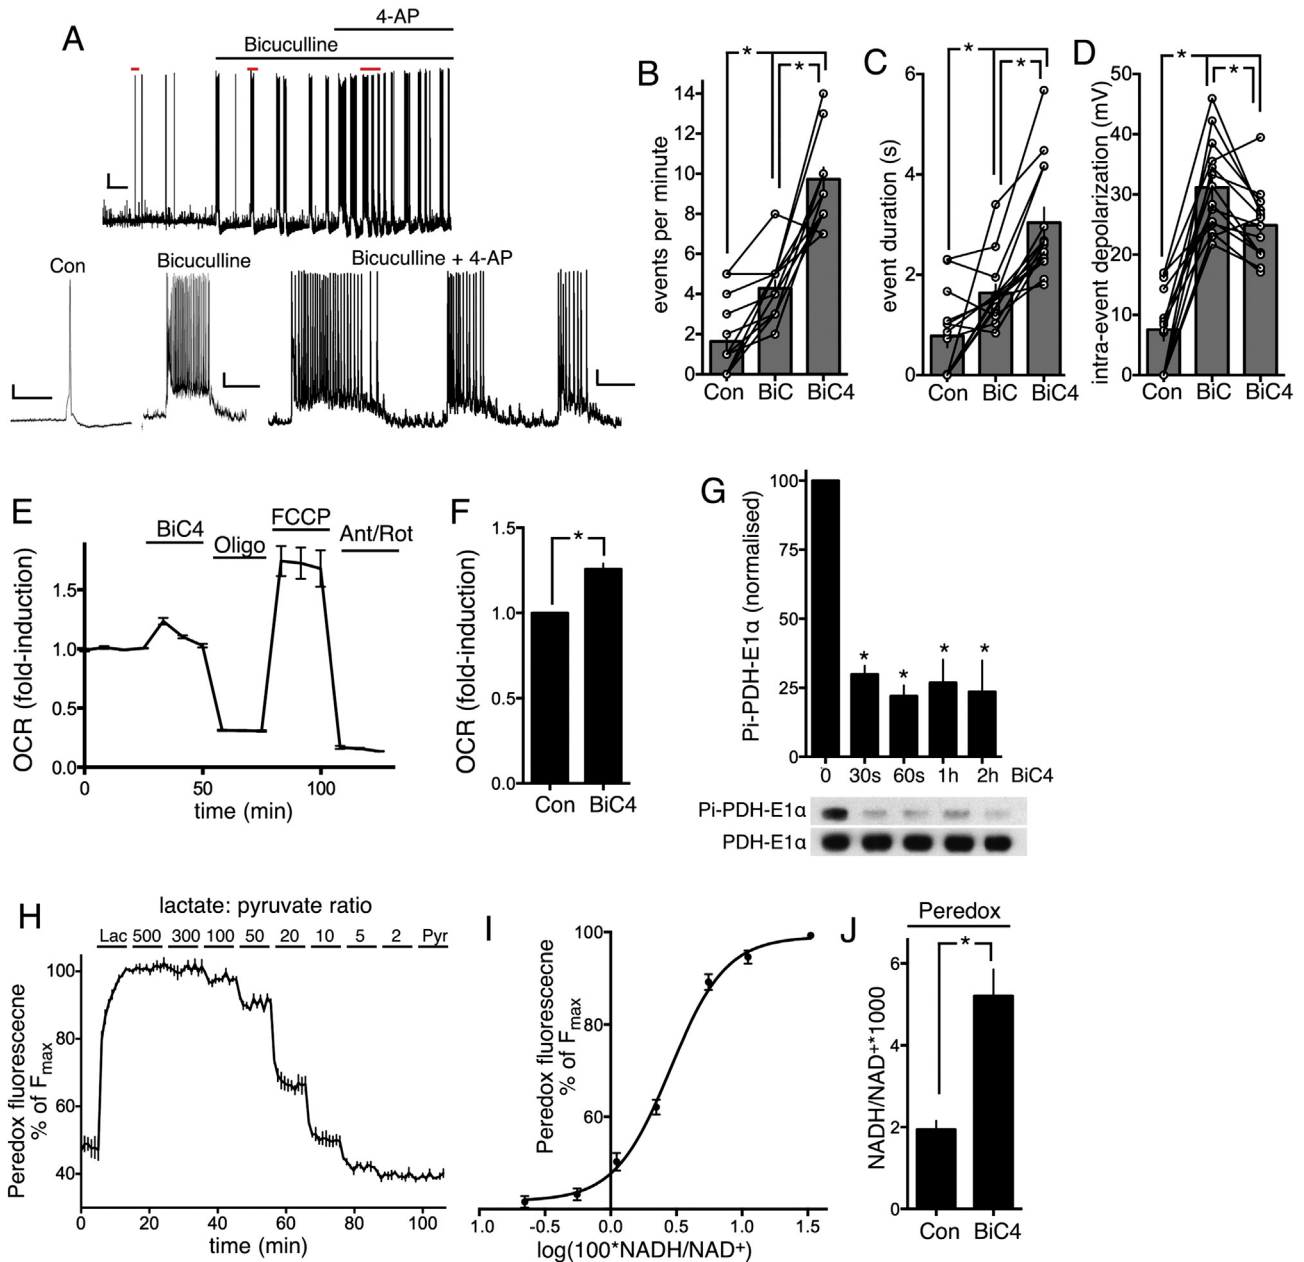 A
4-AP
Bicuculline
Con
Bicuculline
Bicuculline + 4-AP
B
events per minute
14
12
10
8
6
4
2
0
* *
Con BiC BiC4
C
event duration (s)
6
4
2
0
* *
Con BiC BiC4
D
intra-event depolarization (mV)
50
40
30
20
10
0
* *
Con BiC BiC4
E
BiC4
Oligo
FCCP
Ant/Rot
OCR (fold-induction)
1.5
1.0
0.5
0.0
0 50 100
time (min)
F
OCR (fold-induction)
1.5
1.0
0.5
0.0
*
Con BiC4
G
Pi-PDH-E1α (normalised)
100
75
50
25
0
* * * *
0 30s 60s 1h 2h BiC4
Pi-PDH-E1α
PDH-E1α
H
lactate: pyruvate ratio
Lac 500 300 100 50 20 10 5 2 Pyr
Peredox fluorescecne
% of Fmax
100
80
60
40
0 20 40 60 80 100
time (min)
I
Peredox fluorescecne
% of Fmax
100
80
60
1.0 -0.5 0.0 0.5 1.0 1.5
log(100*NADH/NAD⁺)
J
Peredox
NADH/NAD⁺*1000
6
4
2
0
*
Con BiC4